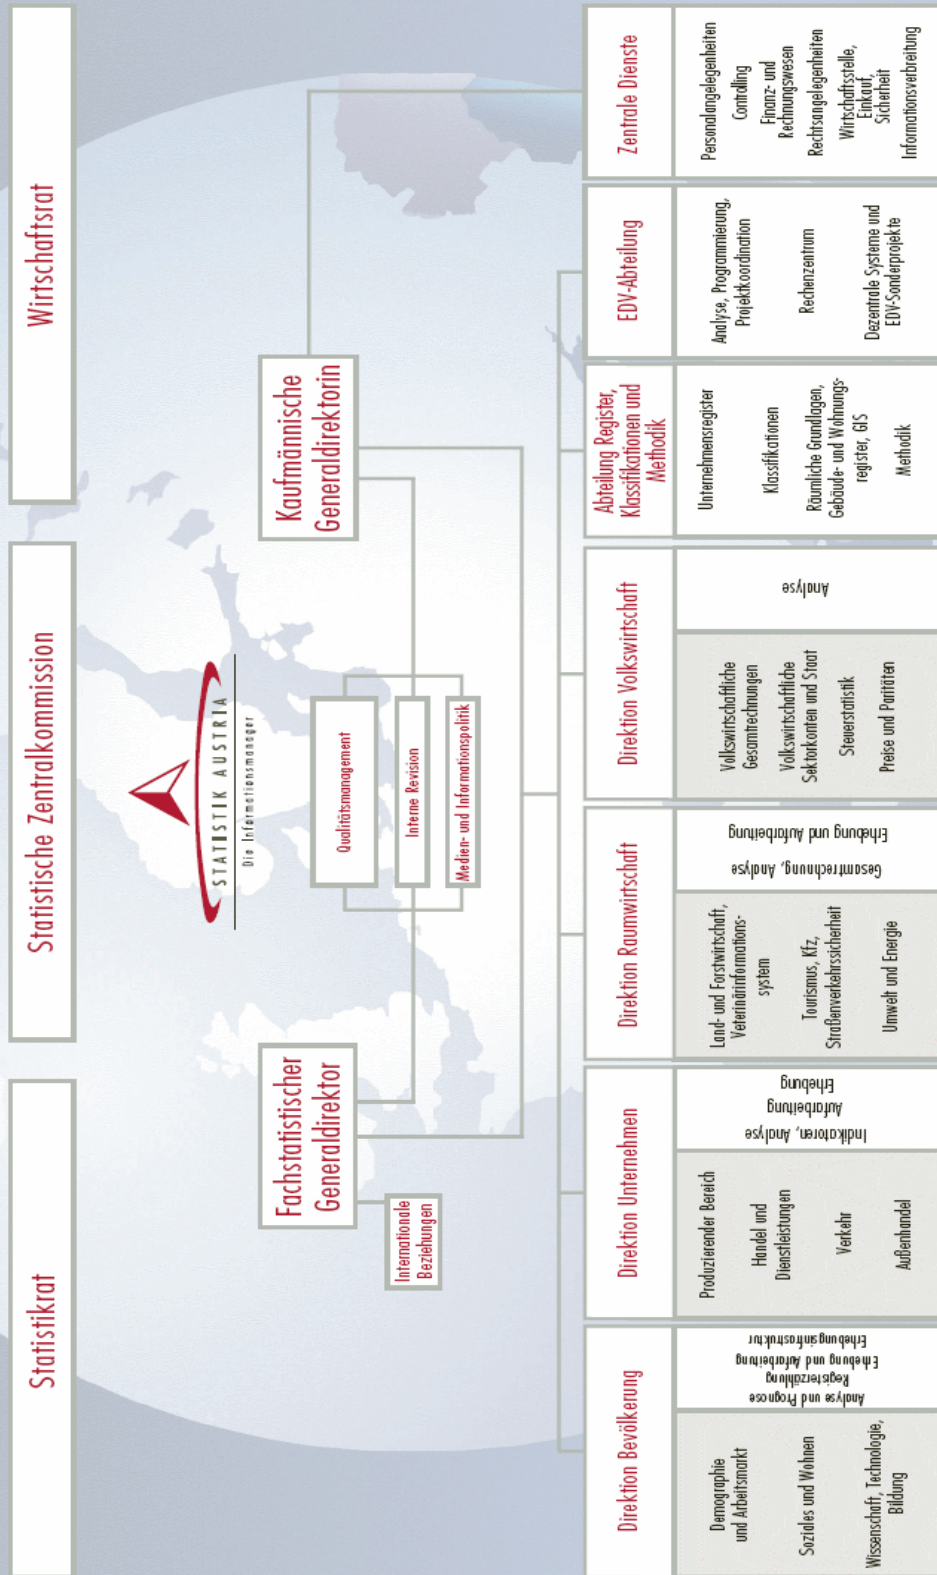 Statistikrat
Statistische Zentralkommission
Wirtschaftsrat
STATISTIK AUSTRIA
Die Informationsmanager
Fachstatistischer
Generaldirektor
Kaufmännische
Generaldirektorin
Internationale
Beziehungen
Qualitätsmanagement
Interne Revision
Medien- und Informationspolitik
Direktion Bevölkerung
Demographie
und Arbeitsmarkt
Soziales und Wohnen
Wissenschaft, Technologie,
Bildung
Analyse und Prognose
Registerzählung
Erhebung und Aufarbeitung
Erhebungsinfrastruktur
Direktion Unternehmen
Produzierender Bereich
Handel und
Dienstleistungen
Verkehr
Außenhandel
Indikatoren, Analyse
Aufarbeitung
Erhebung
Direktion Raumwirtschaft
Land- und Forstwirtschaft,
Veterinärinformations-
system
Tourismus, Kfz,
Straßenverkehrssicherheit
Umwelt und Energie
Gesamtrechnung, Analyse
Erhebung und Aufarbeitung
Direktion Volkswirtschaft
Volkswirtschaftliche
Gesamtrechnungen
Volkswirtschaftliche
Sektorkonten und Staat
Steuerstatistik
Preise und Paritäten
Analyse
Abteilung Register,
Klassifikationen und
Methodik
Unternehmensregister
Klassifikationen
Räumliche Grundlagen,
Gebäude- und Wohnungs-
register, GIS
Methodik
EDV-Abteilung
Analyse, Programmierung,
Projektkoordination
Rechenzentrum
Dezentrale Systeme und
EDV-Sonderprojekte
Zentrale Dienste
Personalangelegenheiten
Controlling
Finanz- und
Rechnungswesen
Rechtsangelegenheiten
Wirtschaftsstelle,
Einkauf,
Sicherheit
Informationsverbreitung